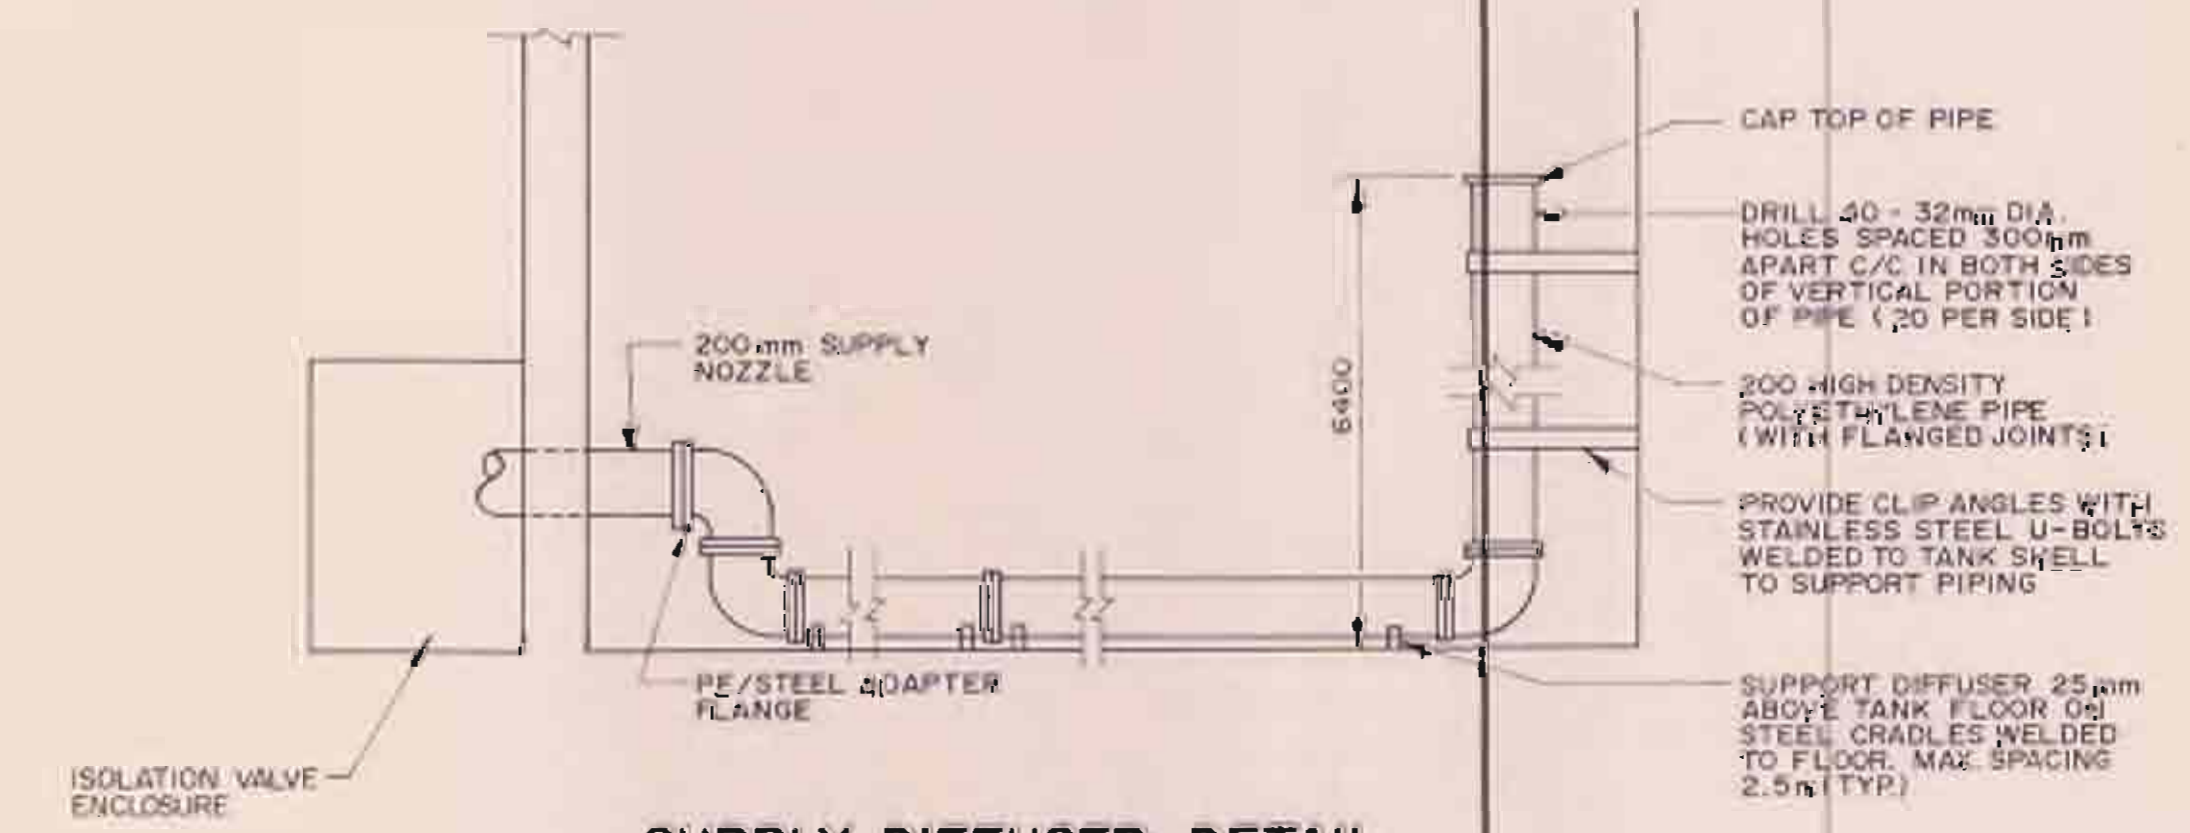 CAP TOP OF PIPE
DRILL 40 - 32mm DIA.
HOLES SPACED 300mm
APART C/C IN BOTH SIDES
OF VERTICAL PORTION
OF PIPE (20 PER SIDE)
200mm SUPPLY
NOZZLE
6400
200 HIGH DENSITY
POLYETHYLENE PIPE
(WITH FLANGED JOINTS)
PROVIDE CLIP ANGLES WITH
STAINLESS STEEL U-BOLTS
WELDED TO TANK SHELL
TO SUPPORT PIPING
PE/STEEL ADAPTER
FLANGE
SUPPORT DIFFUSER 25mm
ABOVE TANK FLOOR ON
STEEL CRADLES WELDED
TO FLOOR. MAX. SPACING
2.5m (TYP.)
ISOLATION VALVE
ENCLOSURE
SUPPLY DIFFUSER DETAIL